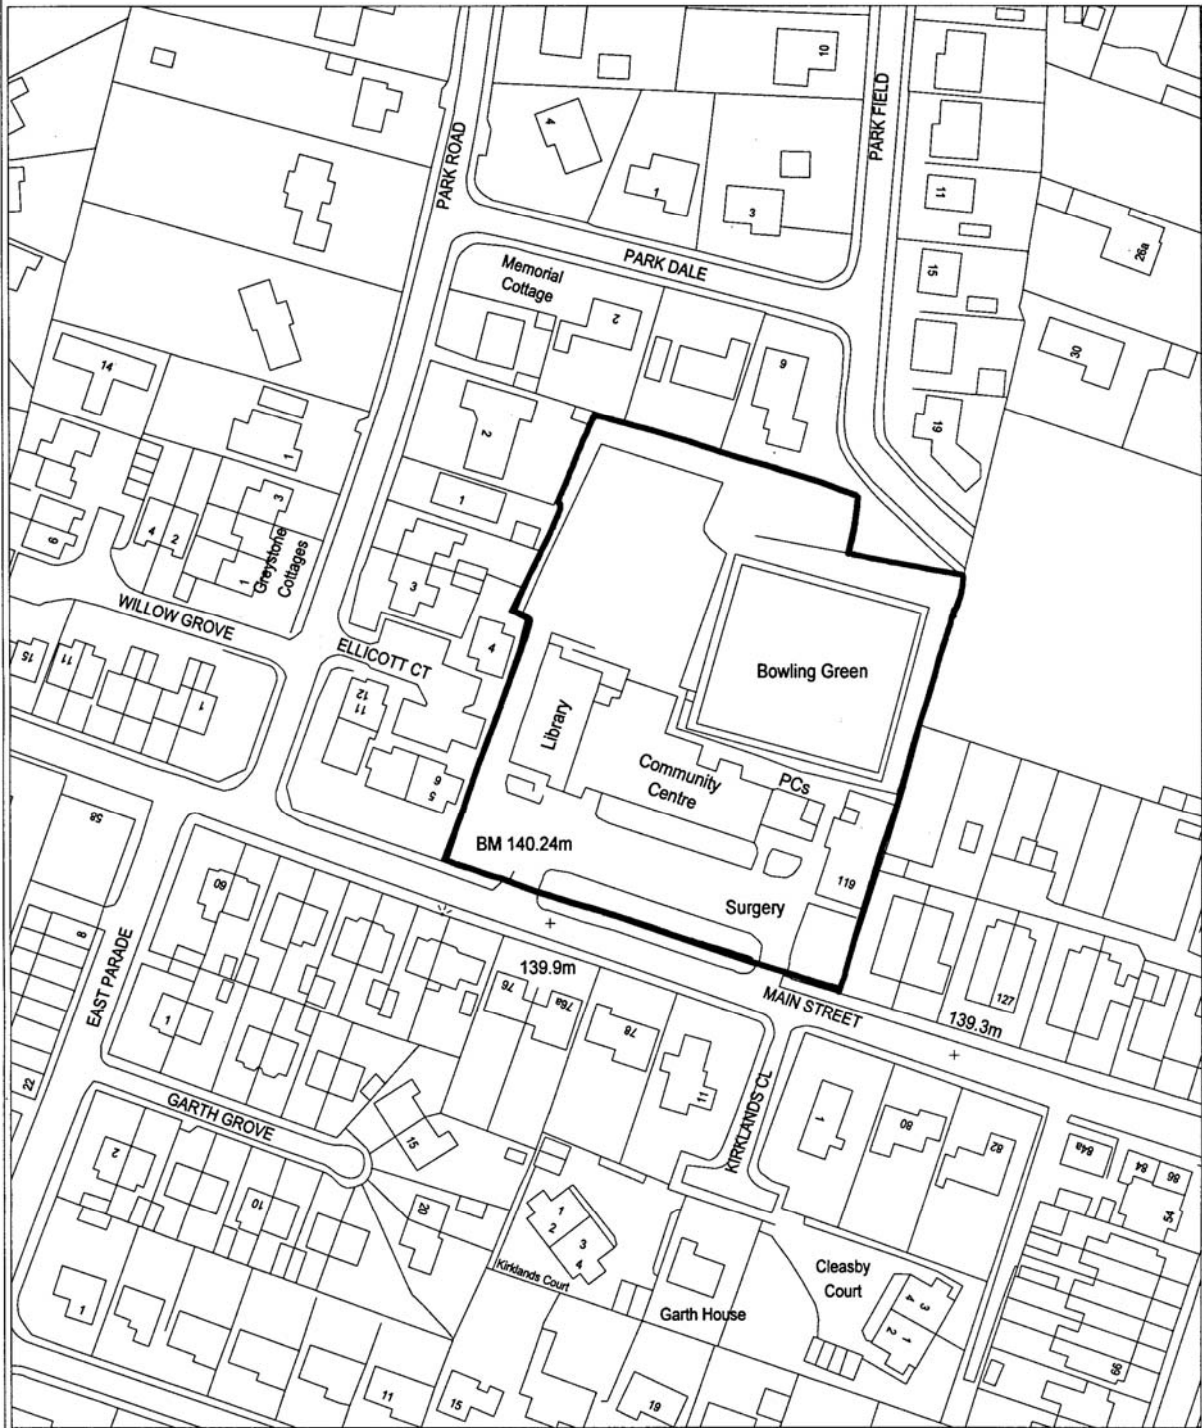 10
PARK FIELD
PARK ROAD
4
1
3
11
26a
15
PARK DALE
Memorial
Cottage
2
30
14
9
19
2
1
1
3
4
2
Greystone
Cottages
1
6
3
WILLOW GROVE
Bowling Green
15
11
1
ELLICOTT CT
4
12
11
Library
Community
Centre
PCs
6
5
58
BM 140.24m
119
60
Surgery
8
139.9m
76
76a
78
MAIN STREET
127
139.3m
EAST PARADE
1
11
KIRKLANDS CL
1
80
82
84a
84
86
54
22
GARTH GROVE
15
2
10
20
1
2
3
4
Kirklands Court
Cleasby
Court
Garth House
4
3
2
1
1
11
15
19
66